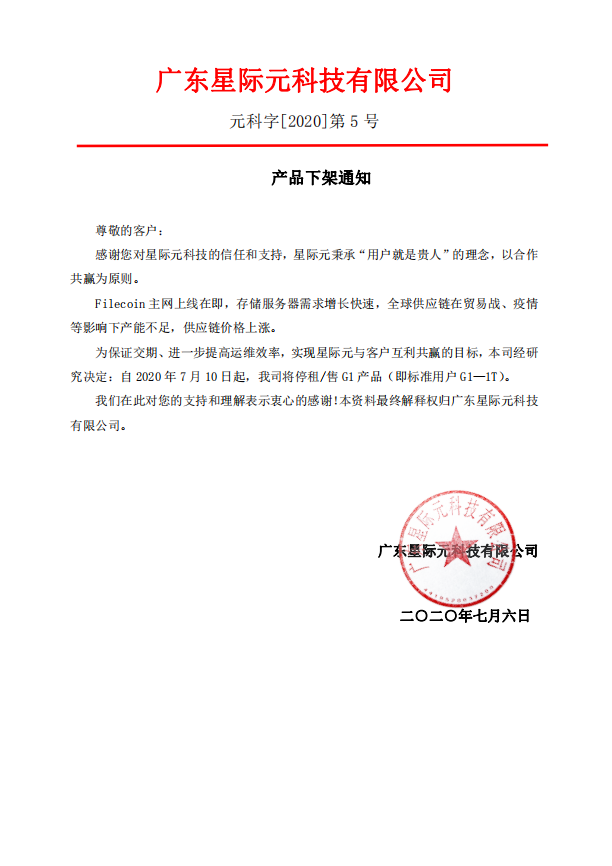 广东星际元科技有限公司
元科字[2020]第 5 号
产品下架通知
尊敬的客户：
感谢您对星际元科技的信任和支持，星际元秉承“用户就是贵人”的理念，以合作
共赢为原则。
Filecoin 主网上线在即，存储服务器需求增长快速，全球供应链在贸易战、疫情
等影响下产能不足，供应链价格上涨。
为保证交期、进一步提高运维效率，实现星际元与客户互利共赢的目标，本司经研
究决定：自 2020 年 7 月 10 日起，我司将停租/售 G1 产品（即标准用户 G1—1T）。
我们在此对您的支持和理解表示衷心的感谢!本资料最终解释权归广东星际元科技
有限公司。
广东星际元科技有限公司
广东星际元科技有限公司
二〇二〇年七月六日